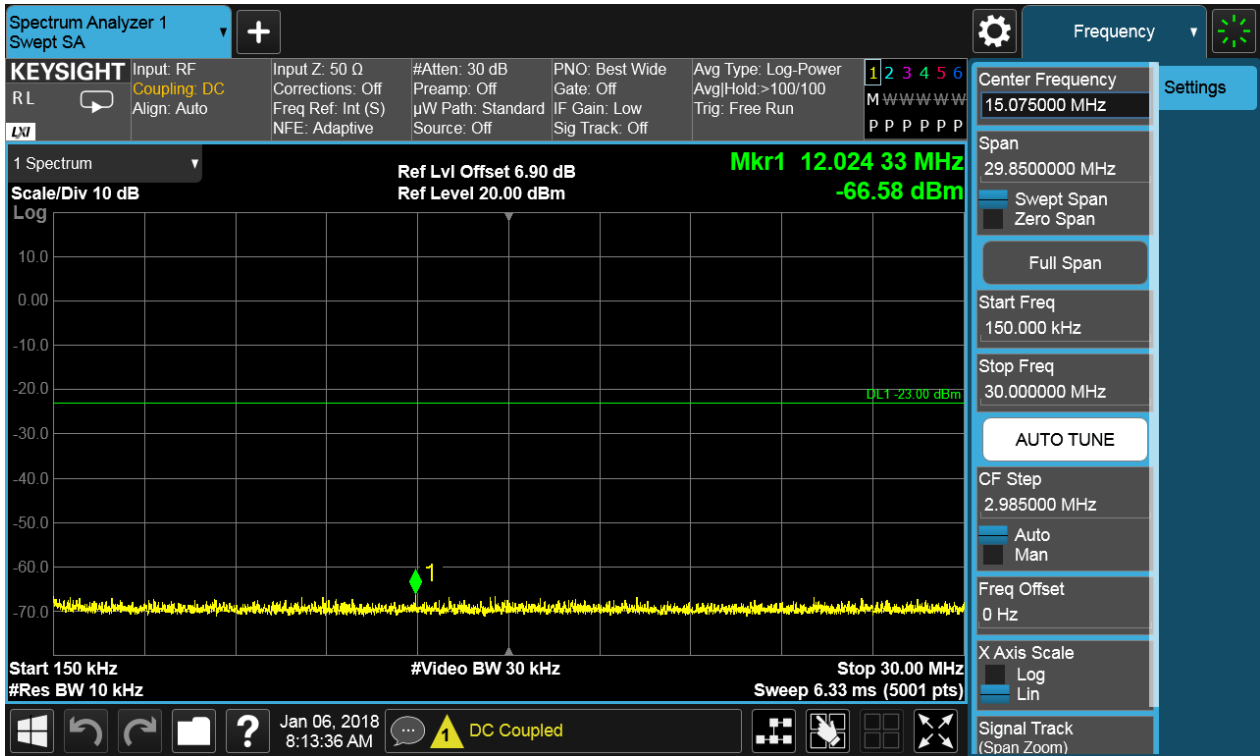 Spectrum Analyzer 1
Swept SA
+
Frequency
KEYSIGHT
RL
LXI
Input: RF
Coupling: DC
Align: Auto
Input Z: 50 Ω
Corrections: Off
Freq Ref: Int (S)
NFE: Adaptive
#Atten: 30 dB
Preamp: Off
µW Path: Standard
Source: Off
PNO: Best Wide
Gate: Off
IF Gain: Low
Sig Track: Off
Avg Type: Log-Power
Avg|Hold:>100/100
Trig: Free Run
1 2 3 4 5 6
M W W W W W
P P P P P P
1 Spectrum
Scale/Div 10 dB
Log
Ref Lvl Offset 6.90 dB
Ref Level 20.00 dBm
Mkr1 12.024 33 MHz
-66.58 dBm
10.0
0.00
-10.0
-20.0
-30.0
-40.0
-50.0
-60.0
-70.0
DL1 -23.00 dBm
1
Start 150 kHz
#Res BW 10 kHz
#Video BW 30 kHz
Stop 30.00 MHz
Sweep 6.33 ms (5001 pts)
Center Frequency
15.075000 MHz
Span
29.8500000 MHz
Swept Span
Zero Span
Full Span
Start Freq
150.000 kHz
Stop Freq
30.000000 MHz
AUTO TUNE
CF Step
2.985000 MHz
Auto
Man
Freq Offset
0 Hz
X Axis Scale
Log
Lin
Signal Track
(Span Zoom)
Settings
?
Jan 06, 2018
8:13:36 AM
1
DC Coupled